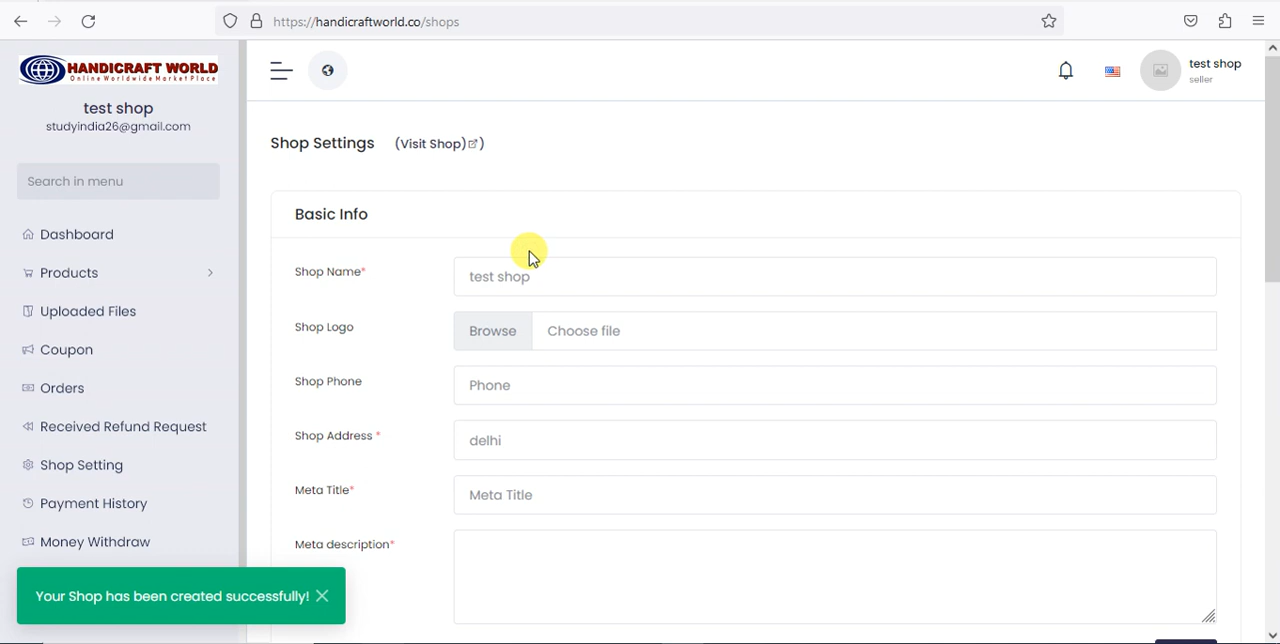 https://handicraftworld.co/shops
HANDICRAFT WORLD
Online Worldwide Market Place
test shop
studyindia26@gmail.com
Search in menu
Dashboard
Products
Uploaded Files
Coupon
Orders
Received Refund Request
Shop Setting
Payment History
Money Withdraw
Your Shop has been created successfully!
test shop
seller
Shop Settings (Visit Shop)
Basic Info
Shop Name* test shop
Shop Logo Browse Choose file
Shop Phone Phone
Shop Address * delhi
Meta Title* Meta Title
Meta description*